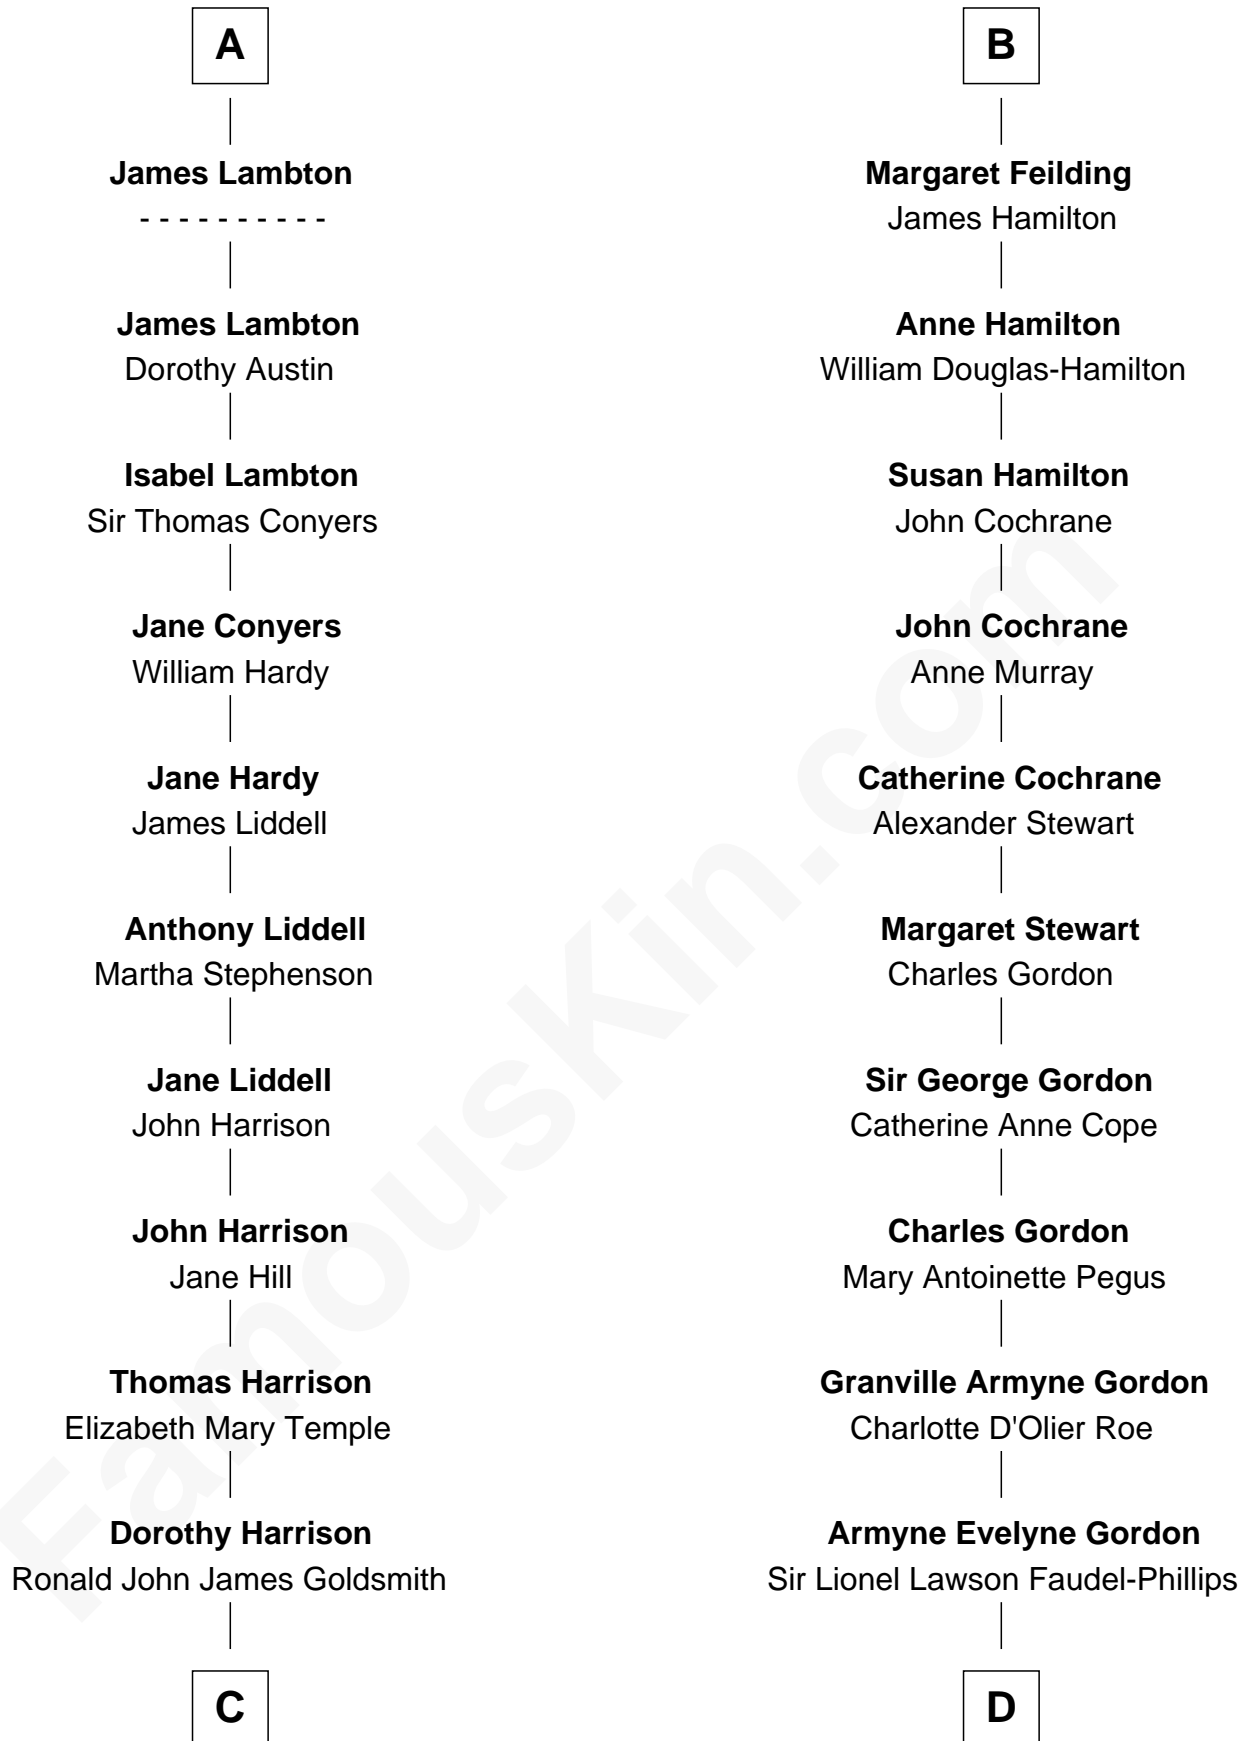 A
James Lambton
- - - - - - - - - -
James Lambton
Dorothy Austin
Isabel Lambton
Sir Thomas Conyers
Jane Conyers
William Hardy
Jane Hardy
James Liddell
Anthony Liddell
Martha Stephenson
Jane Liddell
John Harrison
John Harrison
Jane Hill
Thomas Harrison
Elizabeth Mary Temple
Dorothy Harrison
Ronald John James Goldsmith
C
B
Margaret Feilding
James Hamilton
Anne Hamilton
William Douglas-Hamilton
Susan Hamilton
John Cochrane
John Cochrane
Anne Murray
Catherine Cochrane
Alexander Stewart
Margaret Stewart
Charles Gordon
Sir George Gordon
Catherine Anne Cope
Charles Gordon
Mary Antoinette Pegus
Granville Armyne Gordon
Charlotte D'Olier Roe
Armyne Evelyne Gordon
Sir Lionel Lawson Faudel-Phillips
D
FamousKin.com